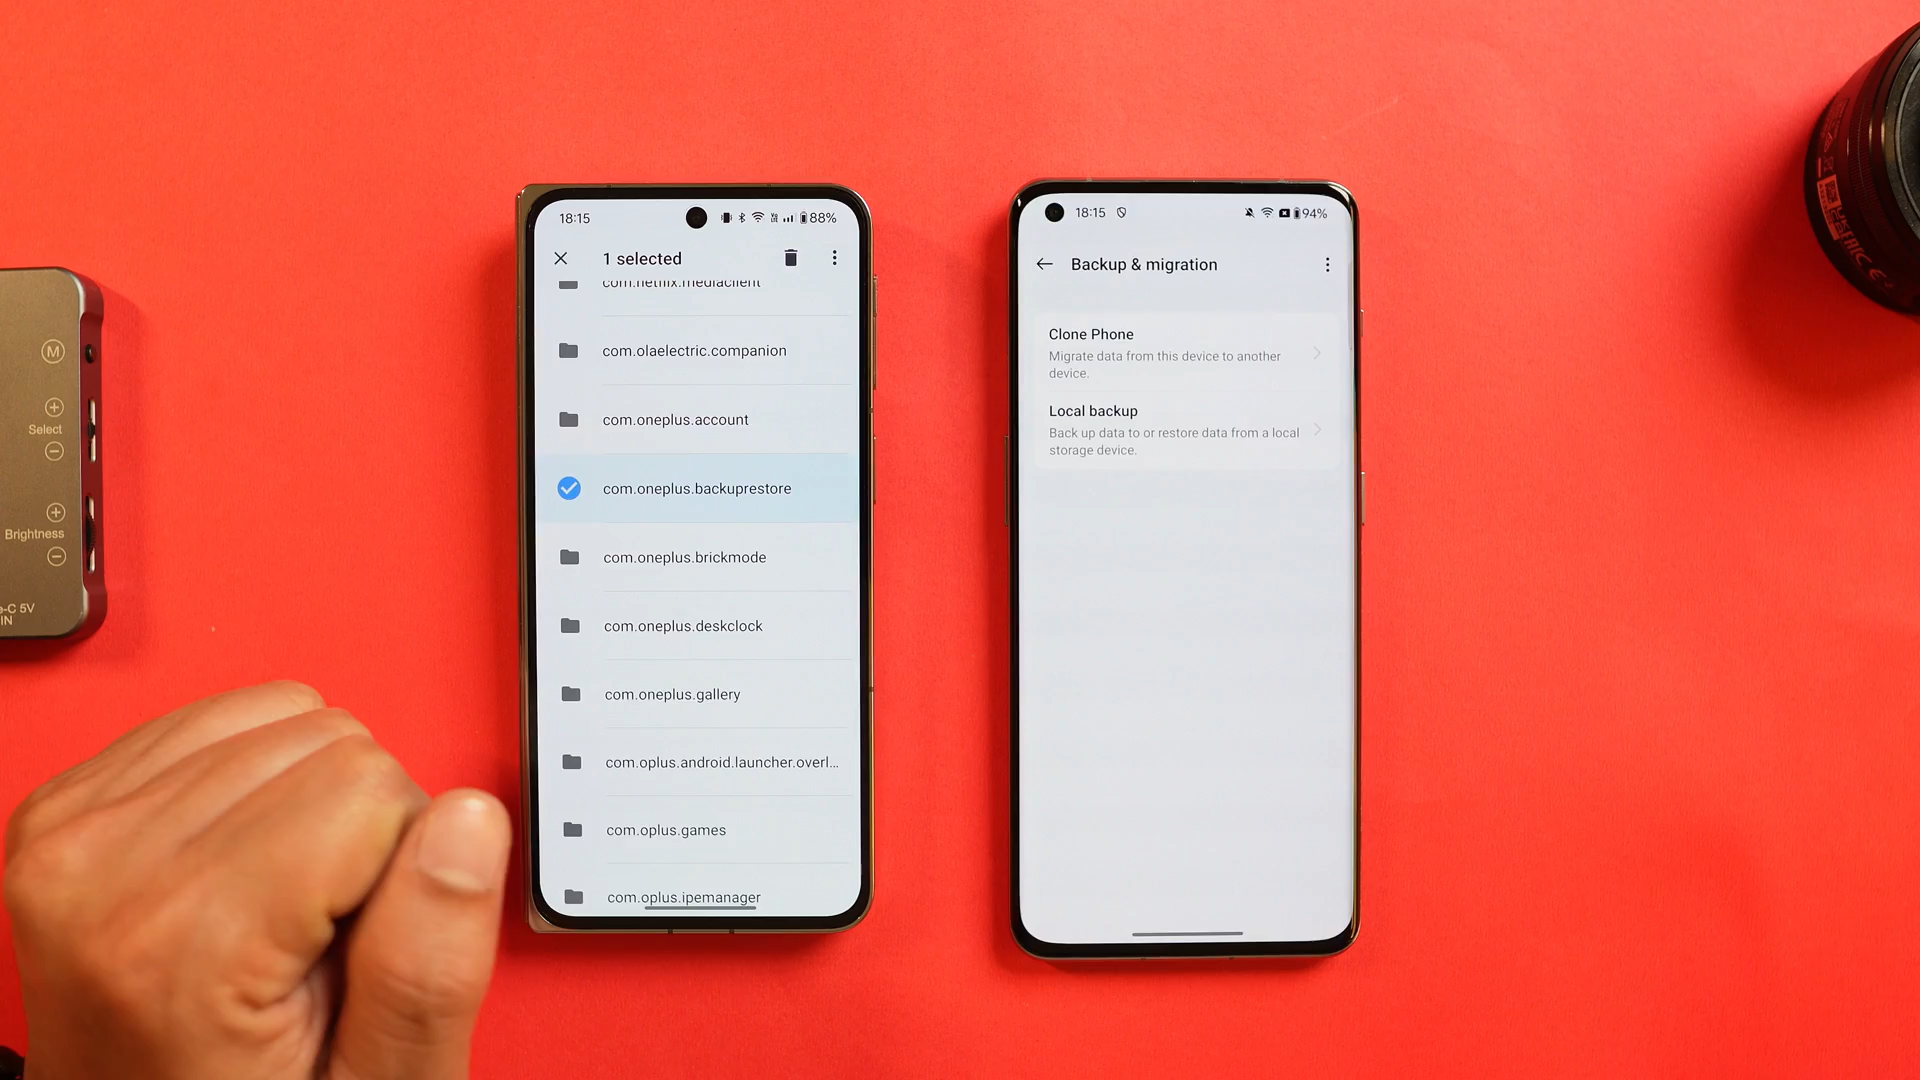 M
Select
Brightness
e-C 5V
IN
18:15
88%
1 selected
com.netflix.mediaclient
com.olaelectric.companion
com.oneplus.account
com.oneplus.backuprestore
com.oneplus.brickmode
com.oneplus.deskclock
com.oneplus.gallery
com.oplus.android.launcher.overl...
com.oplus.games
com.oplus.ipemanager
18:15
94%
Backup & migration
Clone Phone
Migrate data from this device to another
device.
Local backup
Back up data to or restore data from a local
storage device.